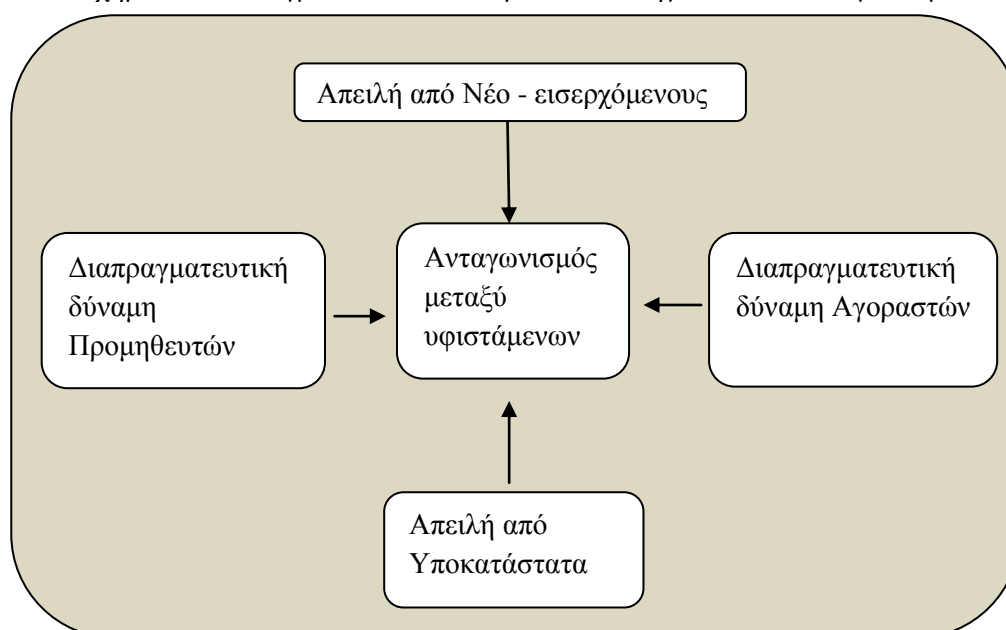 Απειλή από Νέο - εισερχόμενους
Διαπραγματευτική
δύναμη
Προμηθευτών
Ανταγωνισμός
μεταξύ
υφιστάμενων
Διαπραγματευτική
δύναμη Αγοραστών
Απειλή από
Υποκατάστατα